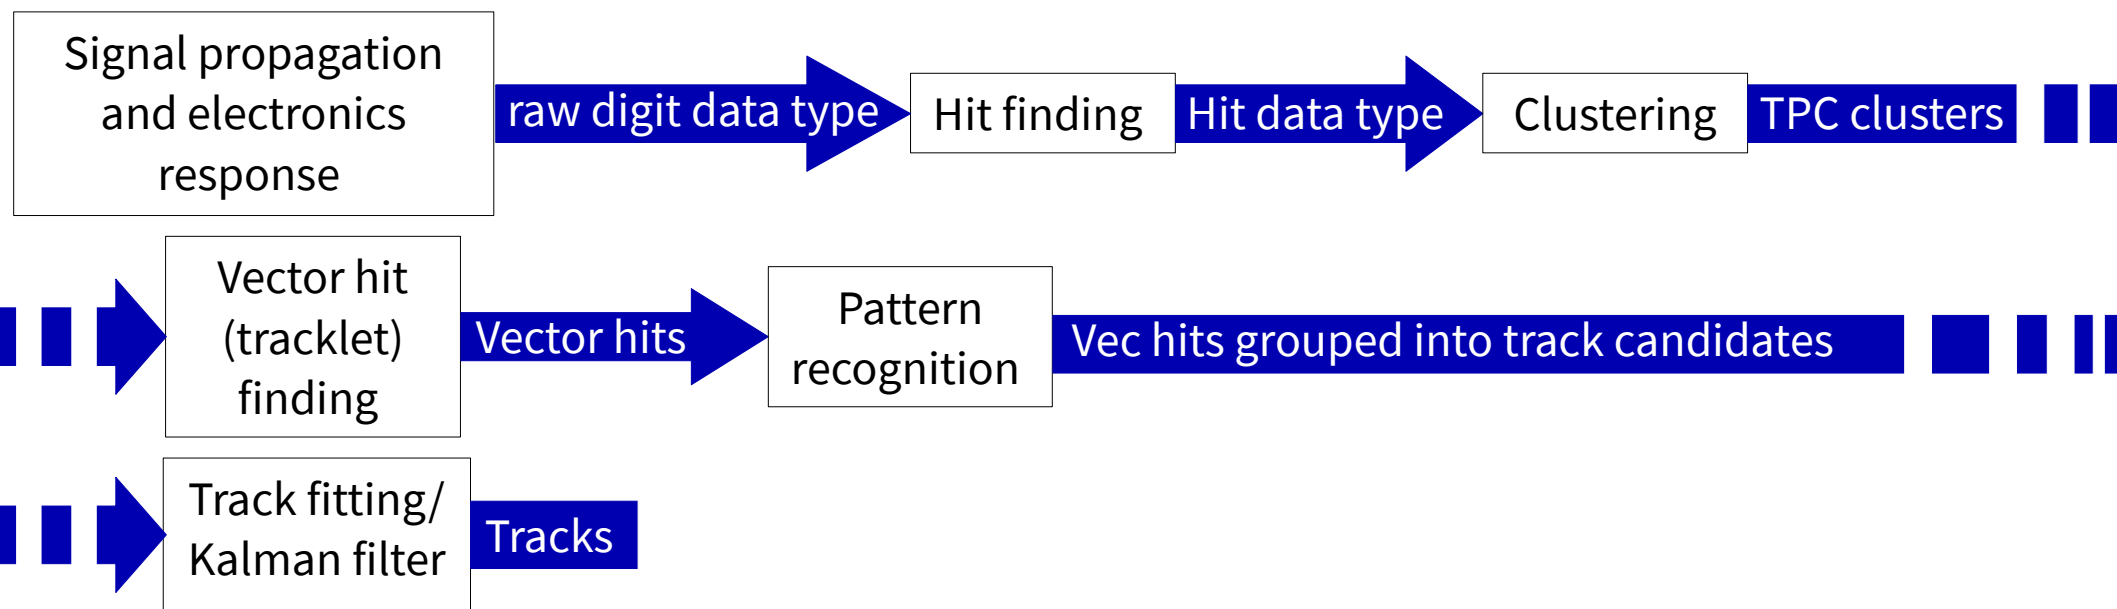 Signal propagation
and electronics
response
raw digit data type
Hit finding
Hit data type
Clustering
TPC clusters
Vector hit
(tracklet)
finding
Vector hits
Pattern
recognition
Vec hits grouped into track candidates
Track fitting/
Kalman filter
Tracks